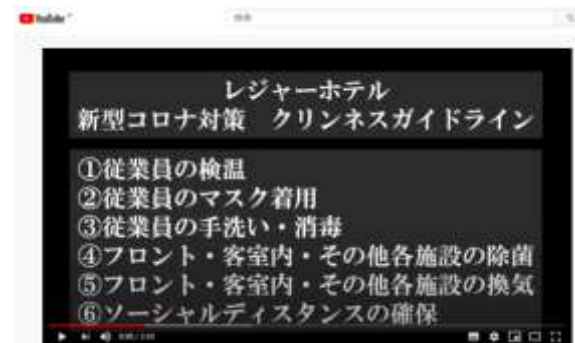 YouTube
検索
レジャーホテル
新型コロナ対策　クリンネスガイドライン
①従業員の検温
②従業員のマスク着用
③従業員の手洗い・消毒
④フロント・客室内・その他各施設の除菌
⑤フロント・客室内・その他各施設の換気
⑥ソーシャルディスタンスの確保